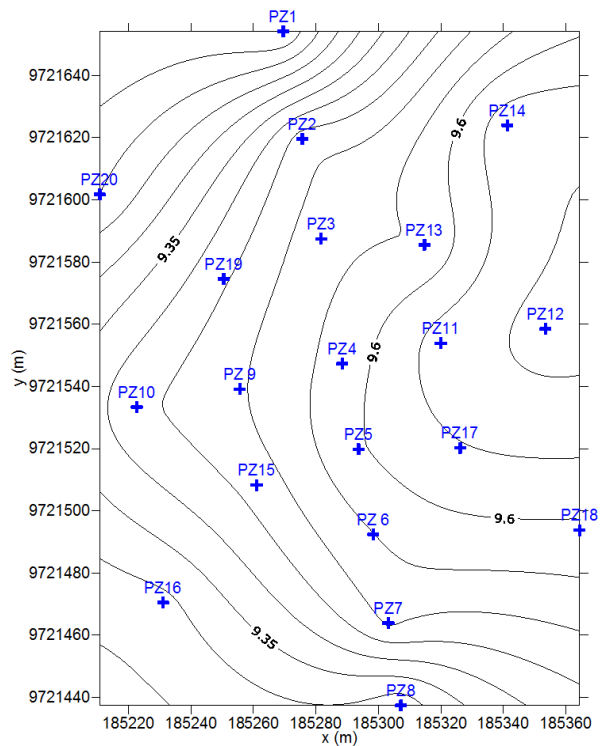 PZ1
9721640
PZ14
9.6
9721620
PZ2
PZ20
9721600
PZ3
PZ13
9.35
9721580
PZ19
PZ12
9721560
PZ11
9.6
PZ4
y (m)
9721540
PZ 9
PZ10
PZ17
9721520
PZ5
PZ15
9721500
PZ 6
9.6
PZ18
9721480
PZ16
PZ7
9721460
9.35
9721440
PZ8
185220 185240 185260 185280 185300 185320 185340 185360
x (m)